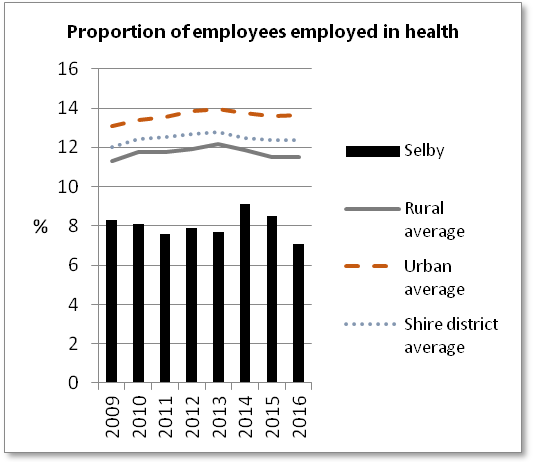 Proportion of employees employed in health
16
14
12
10
8
6
4
2
0
%
2009
2010
2011
2012
2013
2014
2015
2016
Selby
Rural
average
Urban
average
Shire district
average